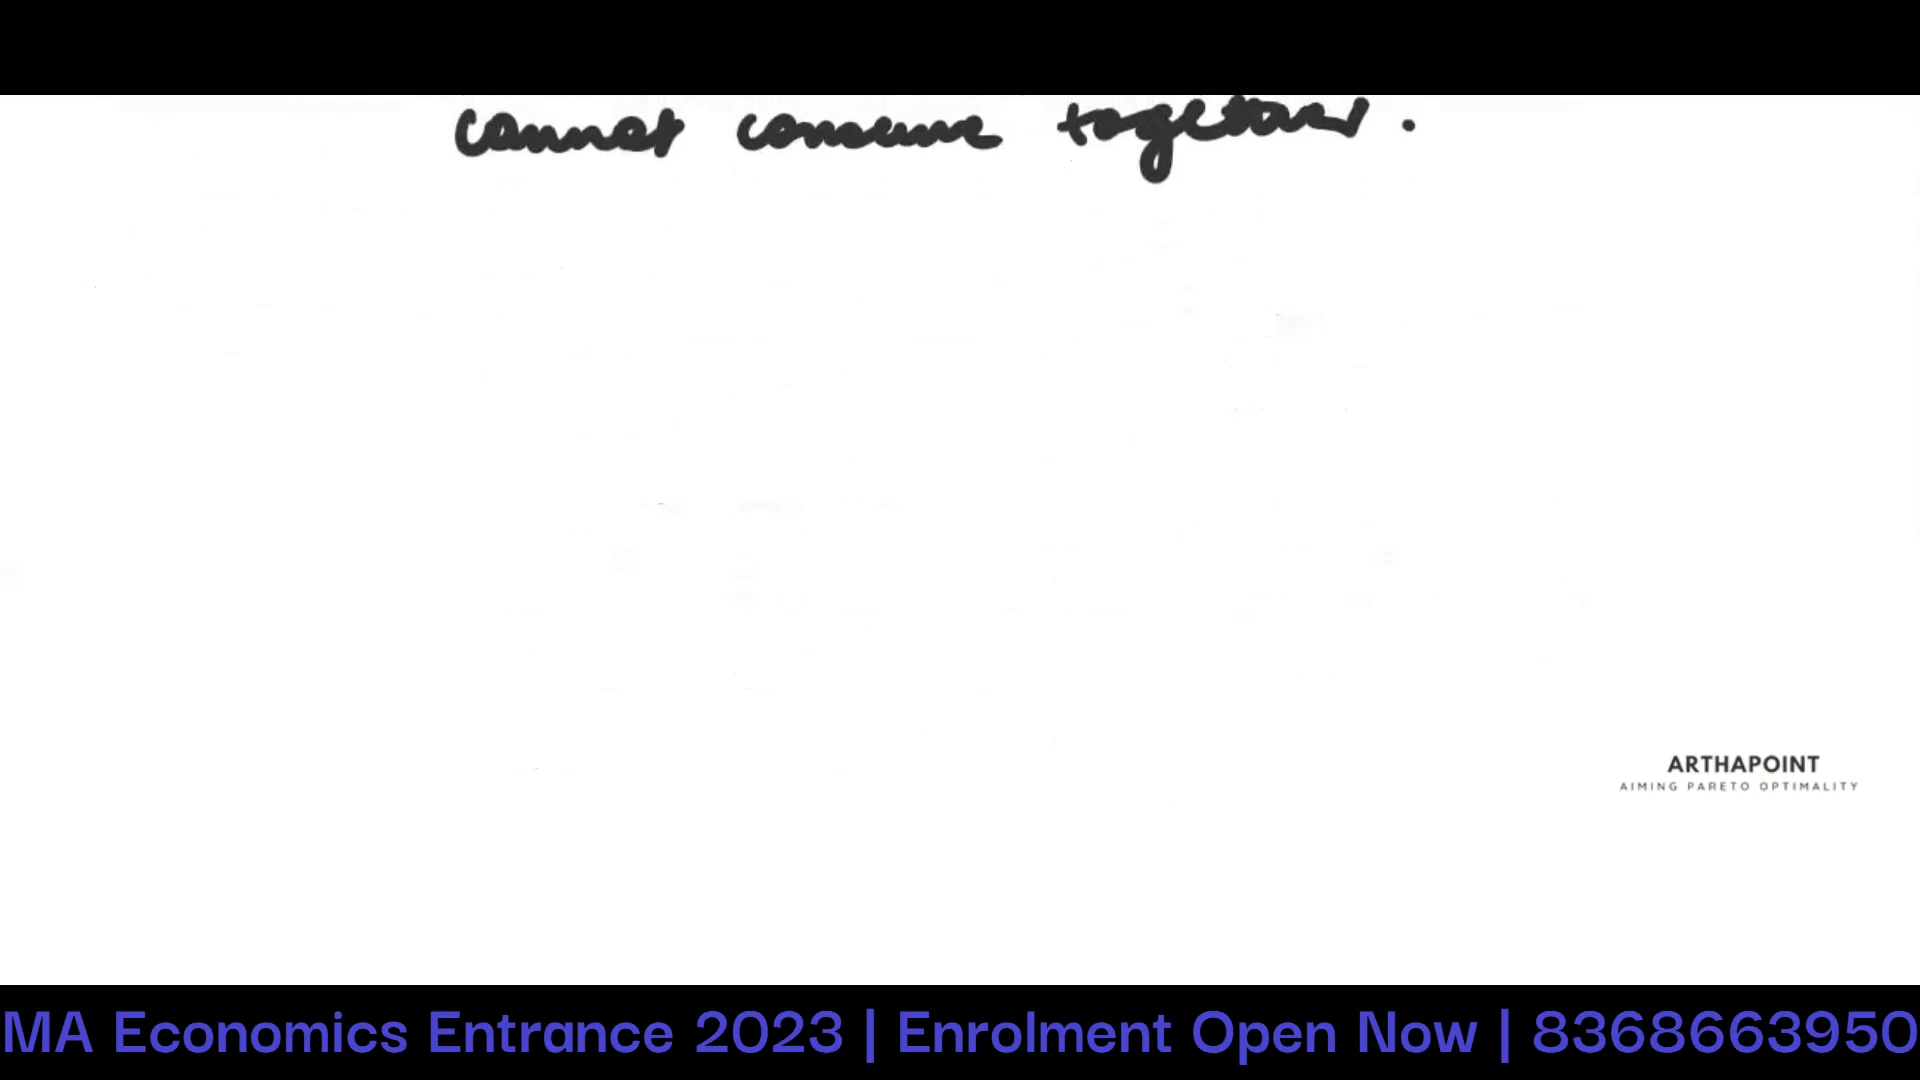 cannot consume together.
ARTHAPOINT
AIMING PARETO OPTIMALITY
MA Economics Entrance 2023 | Enrolment Open Now | 8368663950